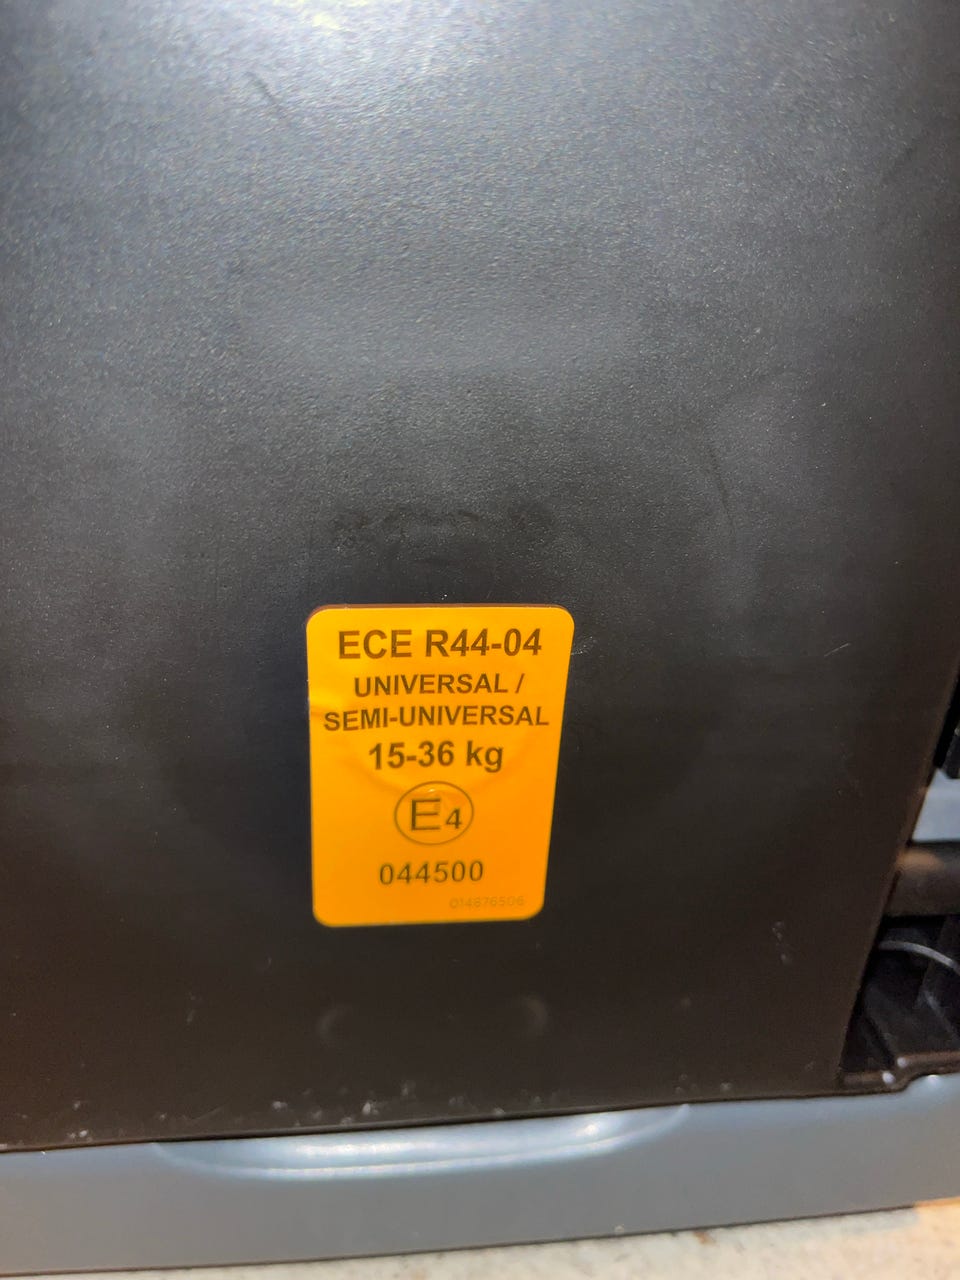 ECE R44-04
UNIVERSAL /
SEMI-UNIVERSAL
15-36 kg
E4
044500
014876506